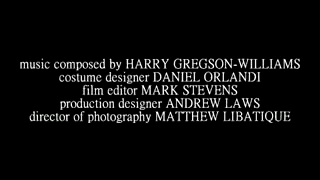 music composed by HARRY GREGSON-WILLIAMS
costume designer DANIEL ORLANDI
film editor MARK STEVENS
production designer ANDREW LAWS
director of photography MATTHEW LIBATIQUE